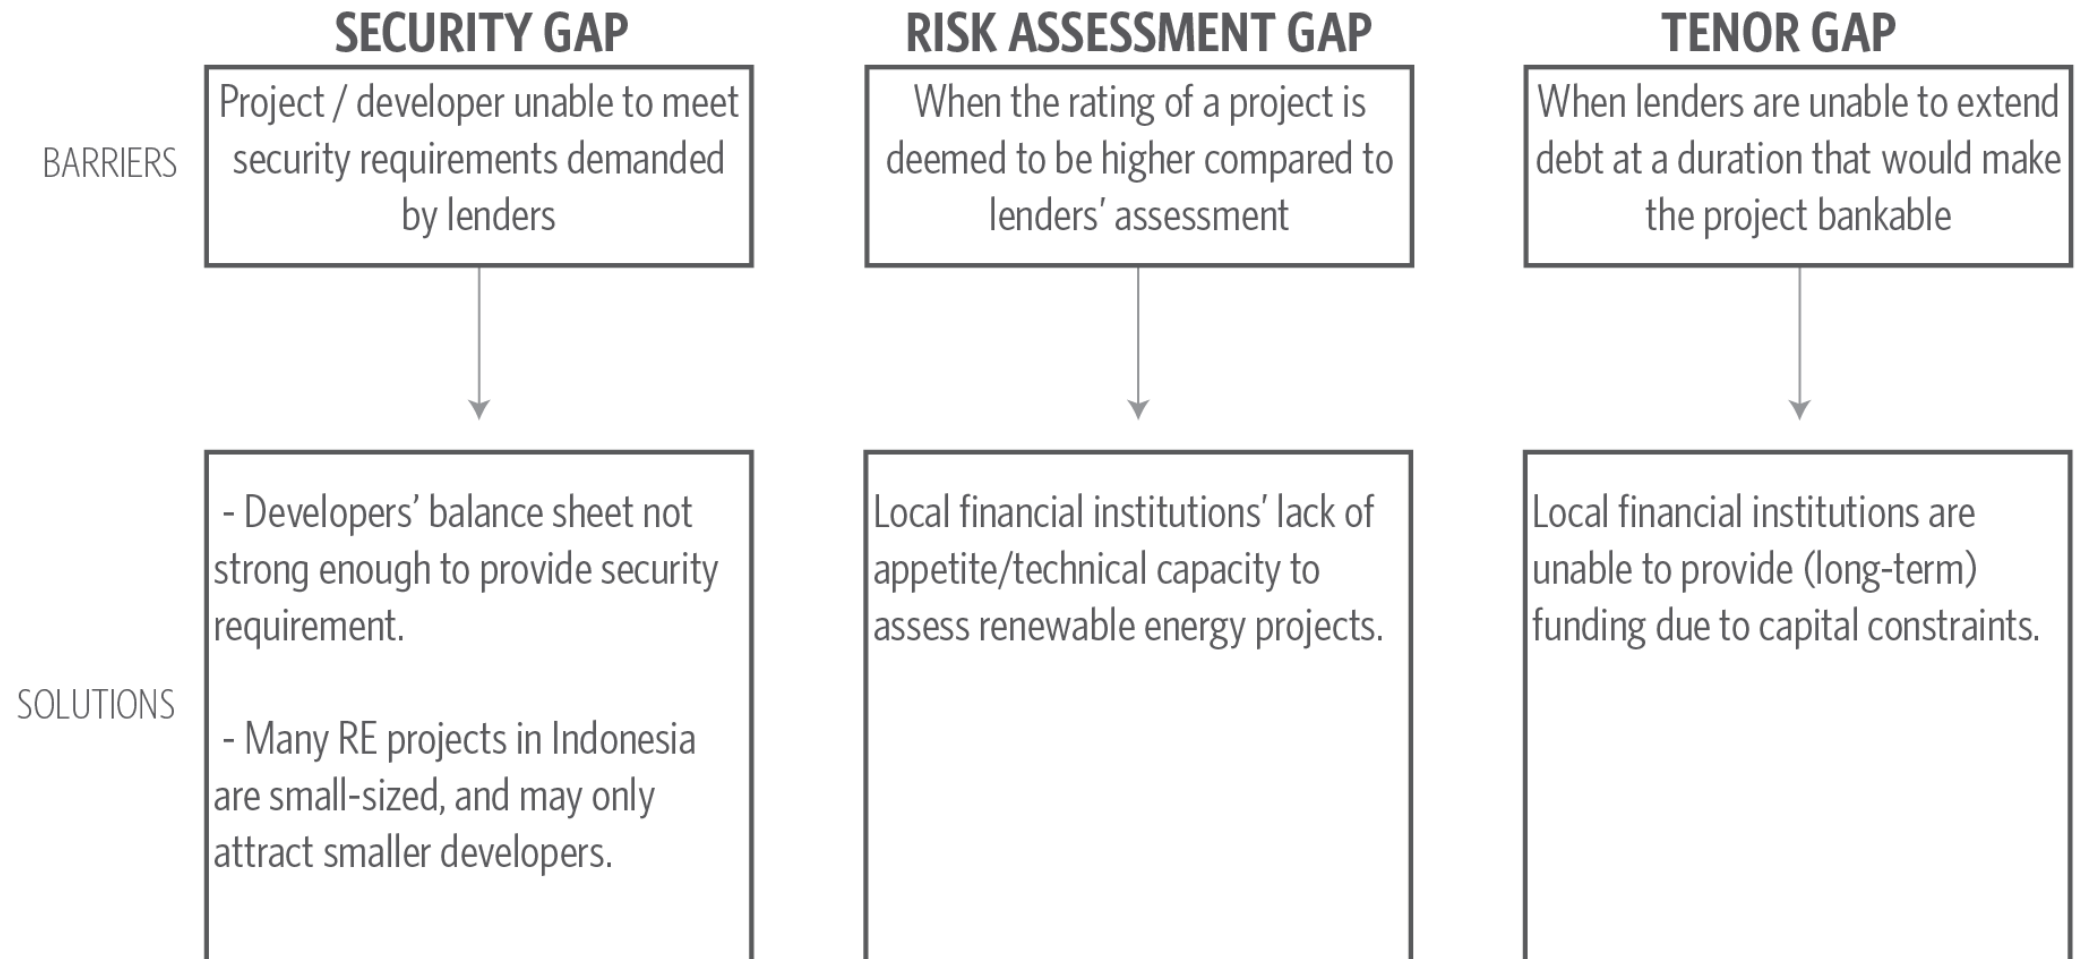 SECURITY GAP
Project / developer unable to meet
security requirements demanded
by lenders
RISK ASSESSMENT GAP
When the rating of a project is
deemed to be higher compared to
lenders’ assessment
TENOR GAP
When lenders are unable to extend
debt at a duration that would make
the project bankable
BARRIERS
- Developers’ balance sheet not
strong enough to provide security
requirement.
- Many RE projects in Indonesia
are small-sized, and may only
attract smaller developers.
Local financial institutions’ lack of
appetite/technical capacity to
assess renewable energy projects.
Local financial institutions are
unable to provide (long-term)
funding due to capital constraints.
SOLUTIONS